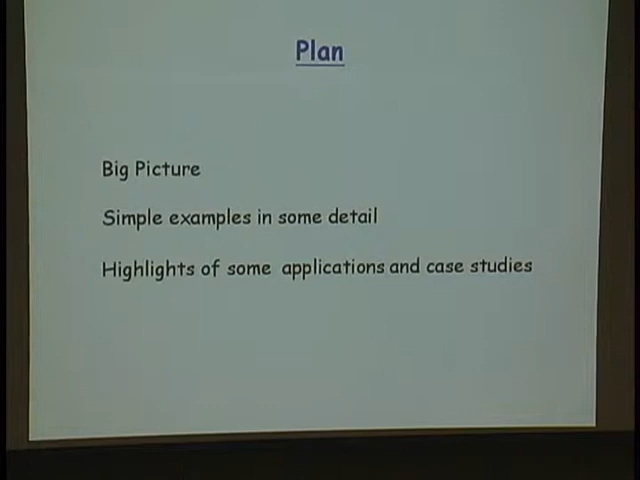 Plan
Big Picture
Simple examples in some detail
Highlights of some applications and case studies